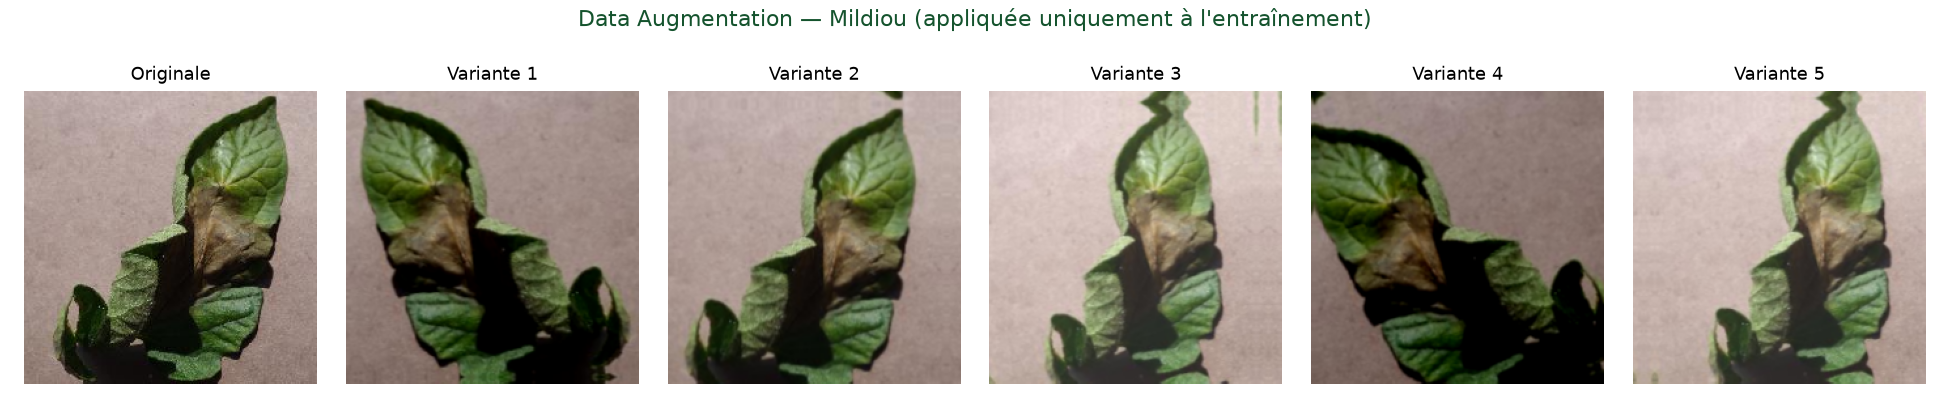 Data Augmentation — Mildiou (appliquée uniquement à l'entraînement)
Originale
Variante 1
Variante 2
Variante 3
Variante 4
Variante 5